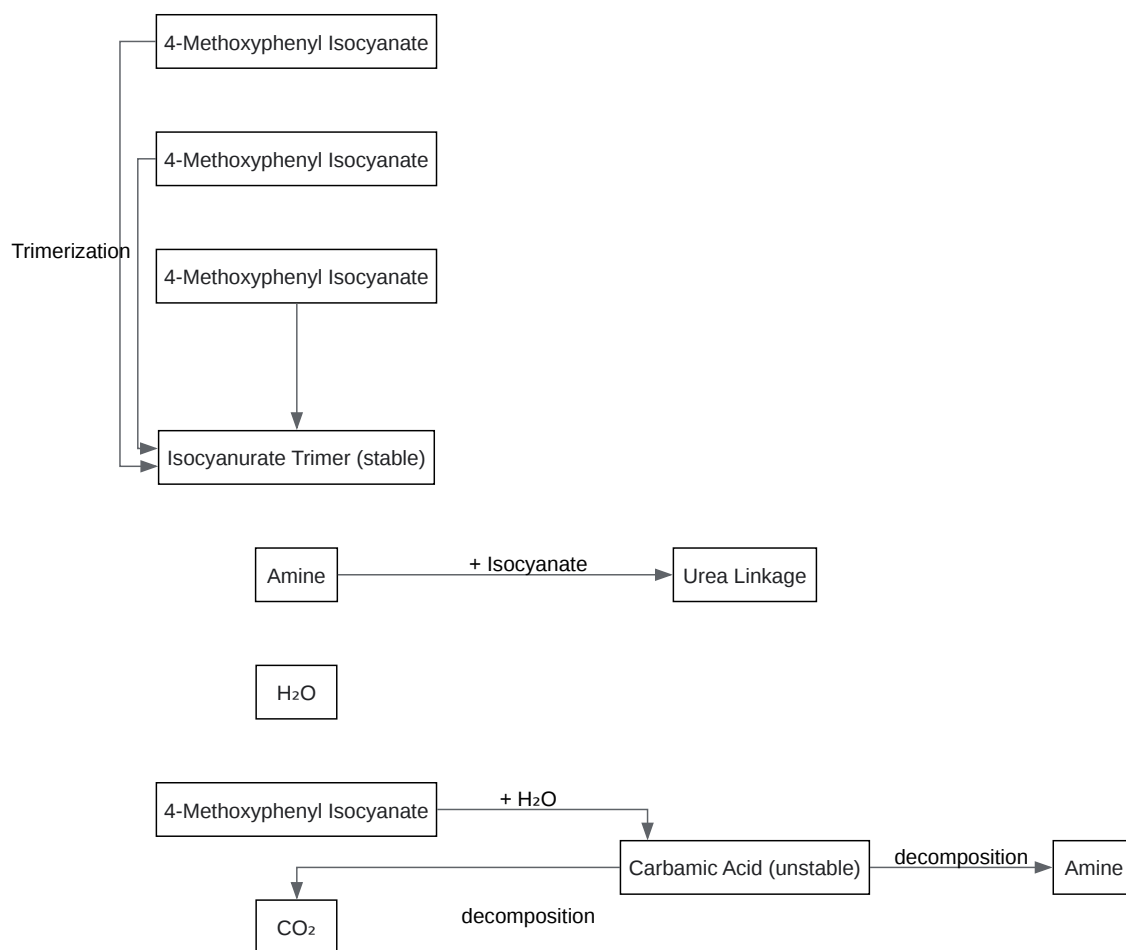 4-Methoxyphenyl Isocyanate
4-Methoxyphenyl Isocyanate
Trimerization
4-Methoxyphenyl Isocyanate
Isocyanurate Trimer (stable)
Amine
+ Isocyanate
Urea Linkage
H₂O
4-Methoxyphenyl Isocyanate
+ H₂O
Carbamic Acid (unstable)
decomposition
Amine
CO₂
decomposition